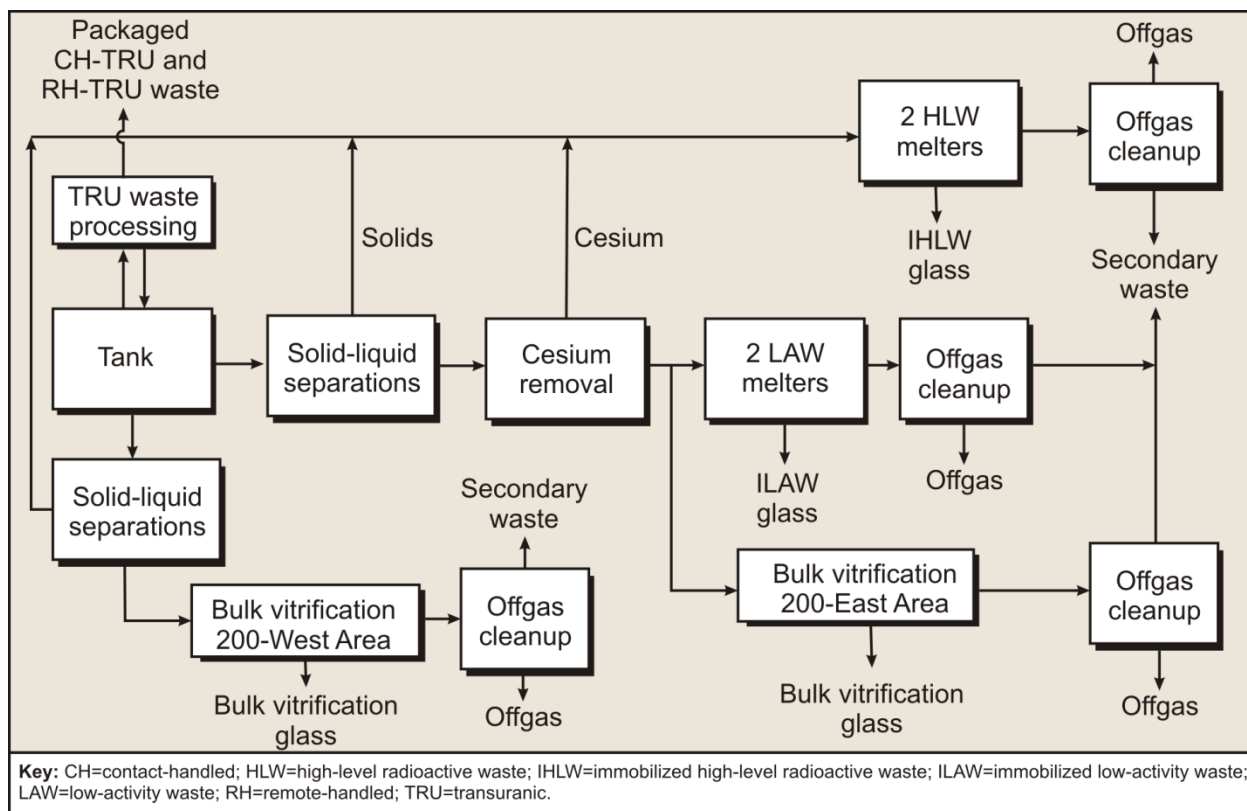 Packaged
CH-TRU and
RH-TRU waste
Offgas
2 HLW
melters
Offgas
cleanup
TRU waste
processing
Solids
Cesium
IHLW
glass
Secondary
waste
Tank
Solid-liquid
separations
Cesium
removal
2 LAW
melters
Offgas
cleanup
Solid-liquid
separations
Secondary
waste
ILAW
glass
Offgas
Bulk vitrification
200-West Area
Offgas
cleanup
Bulk vitrification
200-East Area
Offgas
cleanup
Bulk vitrification
glass
Offgas
Bulk vitrification
glass
Offgas
Key: CH=contact-handled; HLW=high-level radioactive waste; IHLW=immobilized high-level radioactive waste; ILAW=immobilized low-activity waste;
LAW=low-activity waste; RH=remote-handled; TRU=transuranic.